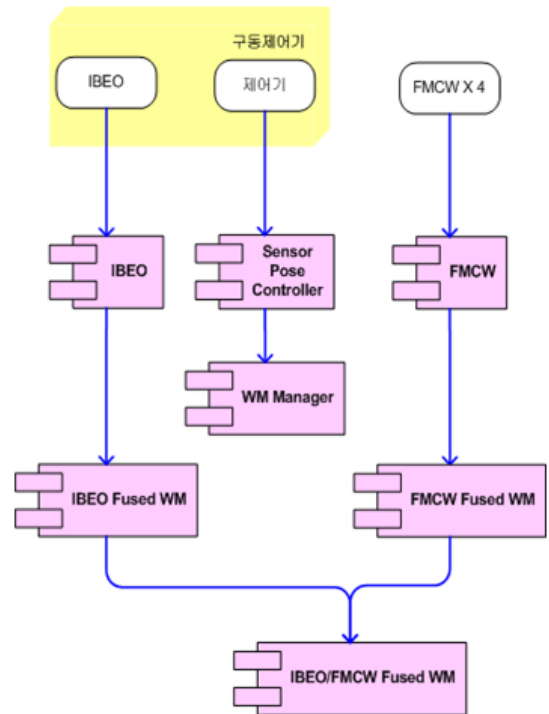 구동제어기
IBEO
제어기
FMCW X 4
IBEO
Sensor
Pose
Controller
FMCW
WM Manager
IBEO Fused WM
FMCW Fused WM
IBEO/FMCW Fused WM